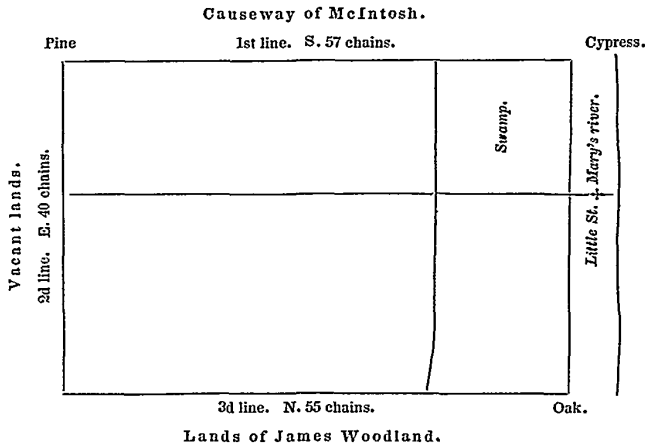 Causeway of McIntosh.
Pine
1st line. S. 57 chains.
Cypress.
Swamp.
Little St. Mary's river.
Vacant lands.
2d line. E. 40 chains.
3d line. N. 55 chains.
Oak.
Lands of James Woodland.